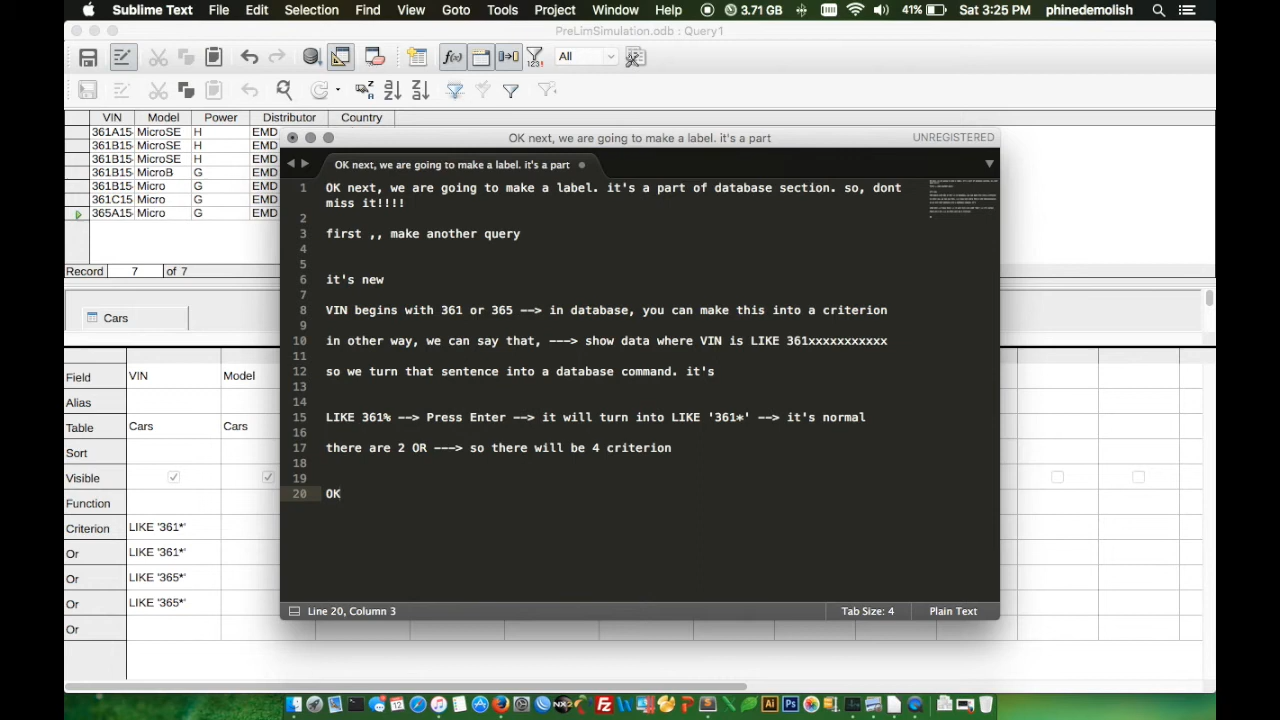 Sublime Text File Edit Selection Find View Goto Tools Project Window Help 3.71 GB 41% Sat 3:25 PM phinedemolish
PreLimSimulation.odb : Query1
All
VIN Model Power Distributor Country
361A15 MicroSE H EMD
361B15 MicroSE H EMD
361B15 MicroSE H EMD
361B15 MicroB G EMD
361B15 Micro G EMD
361C15 Micro G EMD
365A15 Micro G EMD
Record 7 of 7
Cars
Field VIN Model
Alias
Table Cars Cars
Sort
Visible
Function
Criterion LIKE '361*'
Or LIKE '361*'
Or LIKE '365*'
Or LIKE '365*'
Or
OK next, we are going to make a label. it's a part UNREGISTERED
OK next, we are going to make a label. it's a part
1 OK next, we are going to make a label. it's a part of database section. so, dont
miss it!!!!
2
3 first ,, make another query
4
5
6 it's new
7
8 VIN begins with 361 or 365 --> in database, you can make this into a criterion
9
10 in other way, we can say that, ---> show data where VIN is LIKE 361xxxxxxxxxxx
11
12 so we turn that sentence into a database command. it's
13
14
15 LIKE 361% --> Press Enter --> it will turn into LIKE '361*' --> it's normal
16
17 there are 2 OR ---> so there will be 4 criterion
18
19
20 OK
Line 20, Column 3 Tab Size: 4 Plain Text